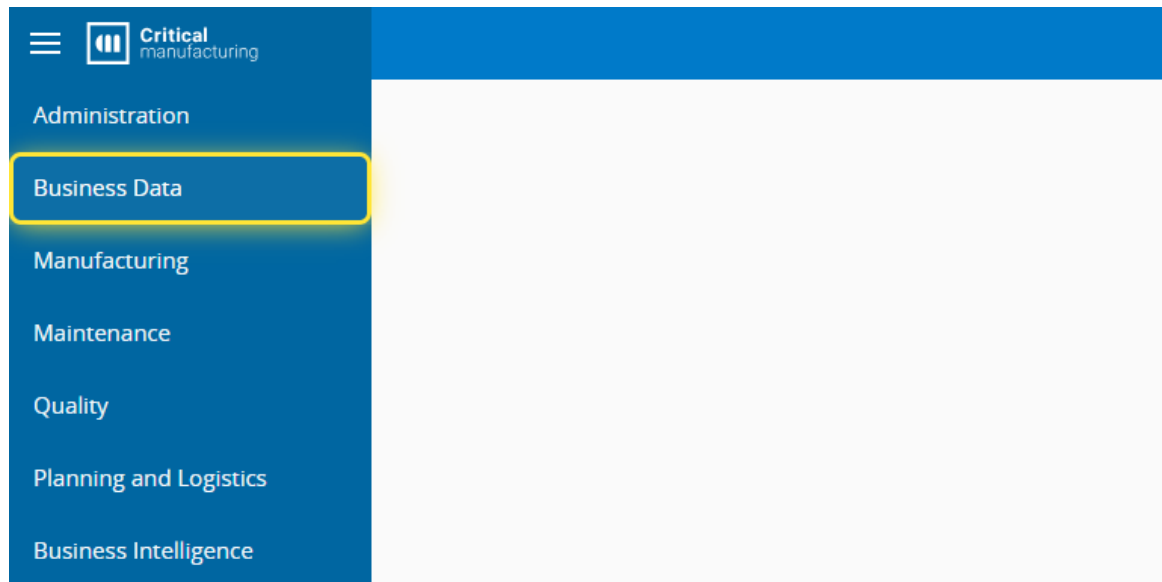 Critical
manufacturing
Administration
Business Data
Manufacturing
Maintenance
Quality
Planning and Logistics
Business Intelligence